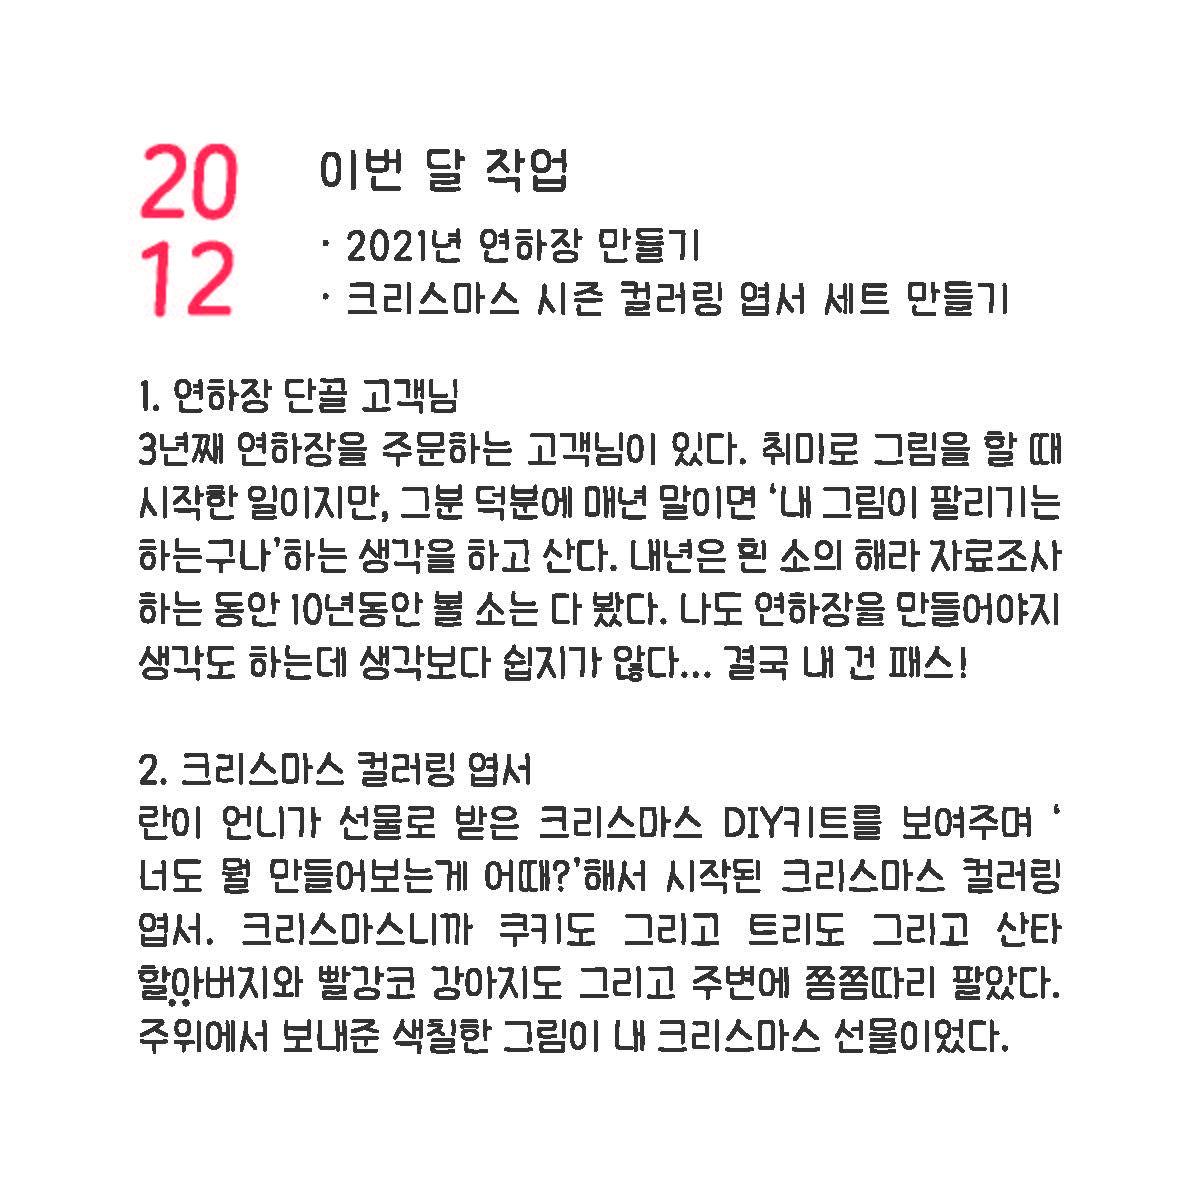 20
12
이번 달 작업
· 2021년 연하장 만들기
· 크리스마스 시즌 컬러링 엽서 세트 만들기
1. 연하장 단골 고객님
3년째 연하장을 주문하는 고객님이 있다. 취미로 그림을 할 때
시작한 일이지만, 그분 덕분에 매년 말이면 ‘내 그림이 팔리기는
하는구나’하는 생각을 하고 산다. 내년은 흰 소의 해라 자료조사
하는 동안 10년동안 볼 소는 다 봤다. 나도 연하장을 만들어야지
생각도 하는데 생각보다 쉽지가 않다... 결국 내 건 패스!
2. 크리스마스 컬러링 엽서
란이 언니가 선물로 받은 크리스마스 DIY키트를 보여주며 ‘
너도 뭘 만들어보는게 어때?’해서 시작된 크리스마스 컬러링
엽서. 크리스마스니까 쿠키도 그리고 트리도 그리고 산타
할아버지와 빨강코 강아지도 그리고 주변에 쫌쫌따리 팔았다.
주위에서 보내준 색칠한 그림이 내 크리스마스 선물이었다.